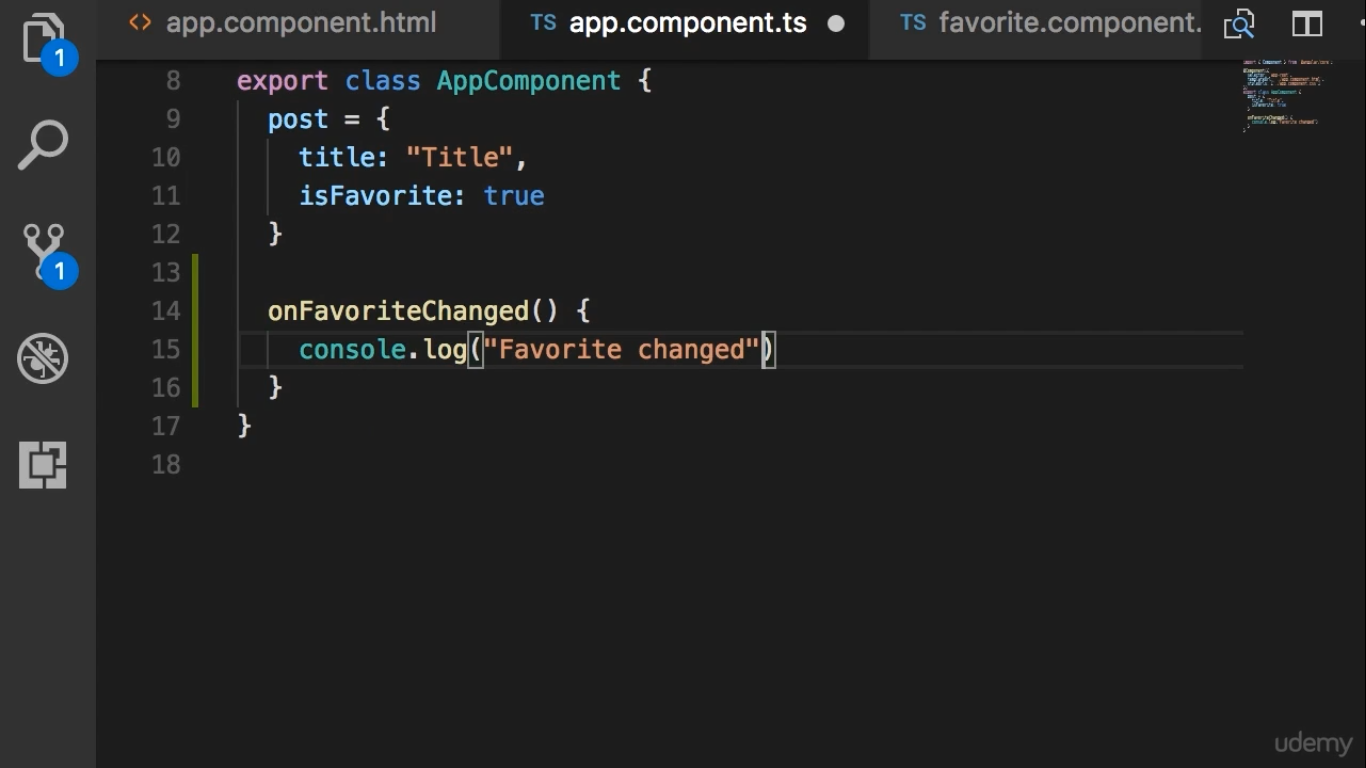 1
1
<> app.component.html
TS app.component.ts
TS favorite.component.
8 export class AppComponent {
9 post = {
10 title: "Title",
11 isFavorite: true
12 }
13
14 onFavoriteChanged() {
15 console.log("Favorite changed")
16 }
17 }
18
udemy